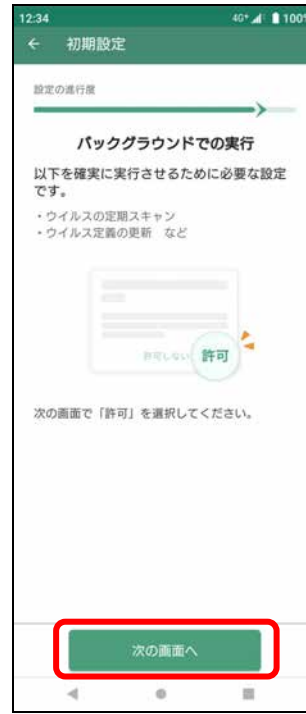 12:34
4G+ 100%
← 初期設定
設定の進行度
バックグラウンドでの実行
以下を確実に実行させるために必要な設定
です。
・ウイルスの定期スキャン
・ウイルス定義の更新 など
許可しない 許可
次の画面で「許可」を選択してください。
次の画面へ